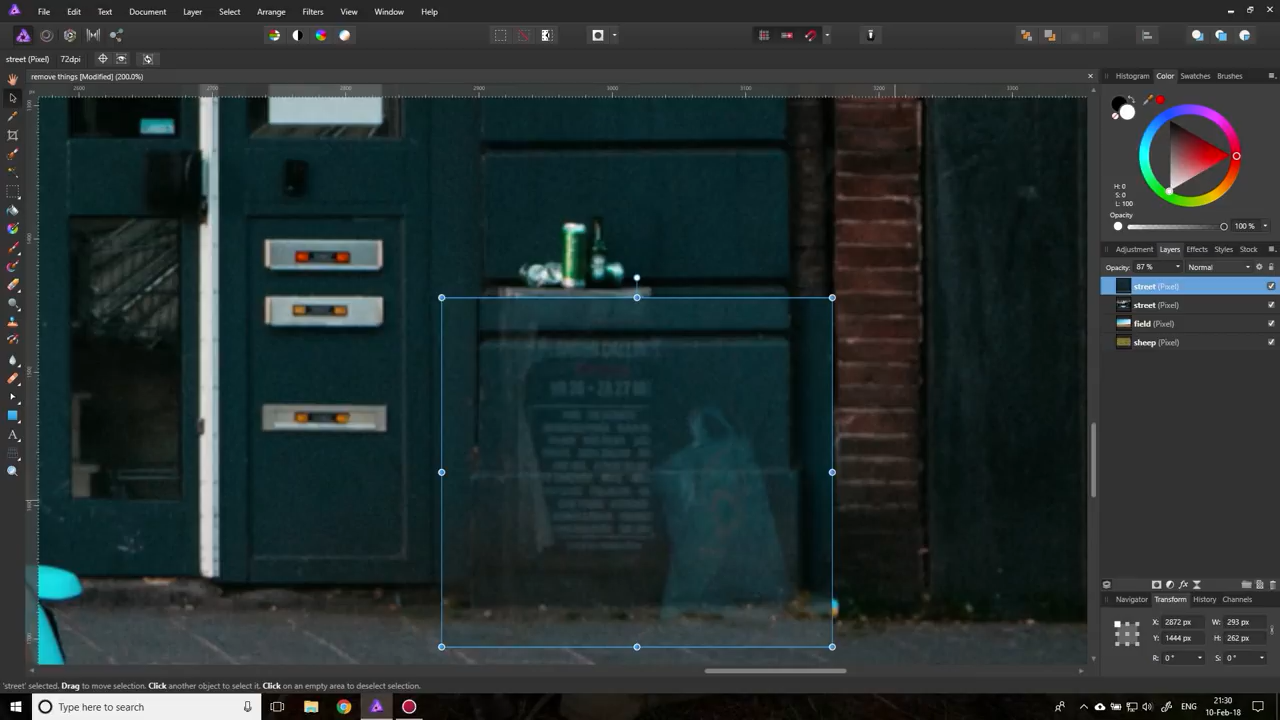 File Edit Text Document Layer Select Arrange Filters View Window Help
street (Pixel) 72dpi
remove things [Modified] (200.0%)
Histogram Color Swatches Brushes
H: 0
S: 0
L: 100
Opacity
100 %
Adjustment Layers Effects Styles Stock
Opacity: 87 % Normal
street (Pixel)
street (Pixel)
field (Pixel)
sheep (Pixel)
Navigator Transform History Channels
X: 2872 px W: 293 px
Y: 1444 px H: 262 px
R: 0 ° S: 0 °
'street' selected. Drag to move selection. Click another object to select it. Click on an empty area to deselect selection.
Type here to search
ENG
21:30
10-Feb-18